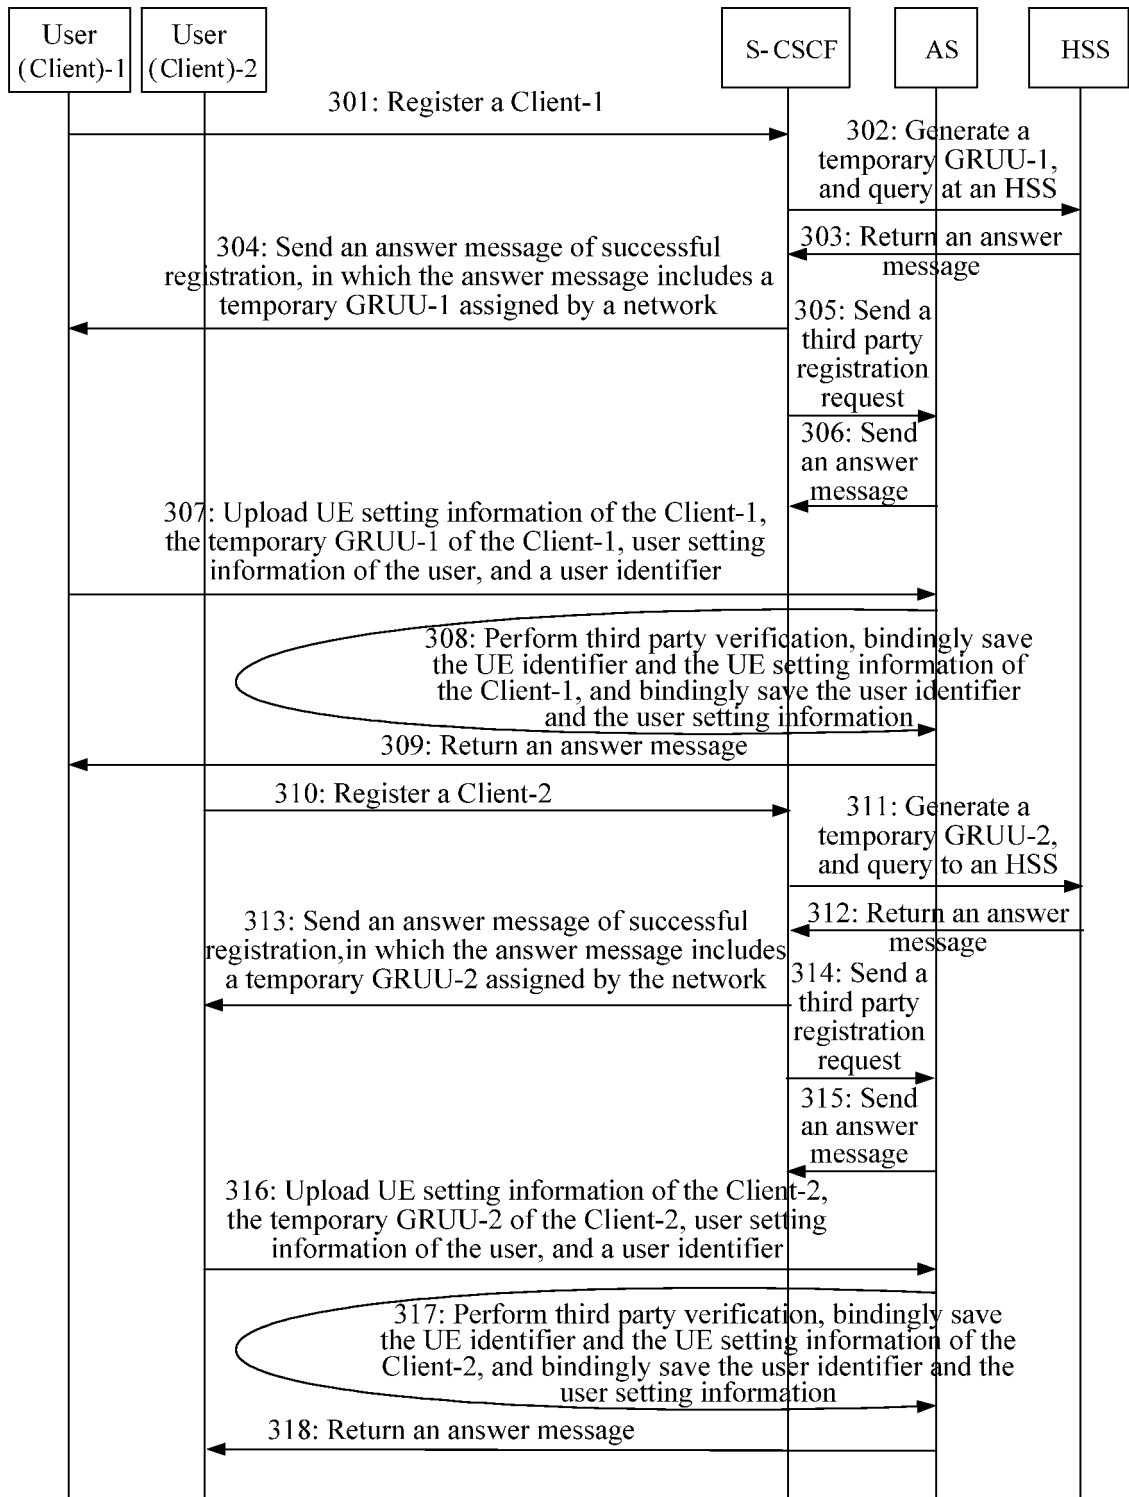 User
(Client)-1
User
(Client)-2
S-CSCF
AS
HSS
301: Register a Client-1
302: Generate a
temporary GRUU-1,
and query at an HSS
303: Return an answer
message
304: Send an answer message of successful
registration, in which the answer message includes a
temporary GRUU-1 assigned by a network
305: Send a
third party
registration
request
306: Send
an answer
message
307: Upload UE setting information of the Client-1,
the temporary GRUU-1 of the Client-1, user setting
information of the user, and a user identifier
308: Perform third party verification, bindingly save
the UE identifier and the UE setting information of
the Client-1, and bindingly save the user identifier
and the user setting information
309: Return an answer message
310: Register a Client-2
311: Generate a
temporary GRUU-2,
and query to an HSS
312: Return an answer
message
313: Send an answer message of successful
registration,in which the answer message includes
a temporary GRUU-2 assigned by the network
314: Send a
third party
registration
request
315: Send
an answer
message
316: Upload UE setting information of the Client-2,
the temporary GRUU-2 of the Client-2, user setting
information of the user, and a user identifier
317: Perform third party verification, bindingly save
the UE identifier and the UE setting information of the
Client-2, and bindingly save the user identifier and the
user setting information
318: Return an answer message